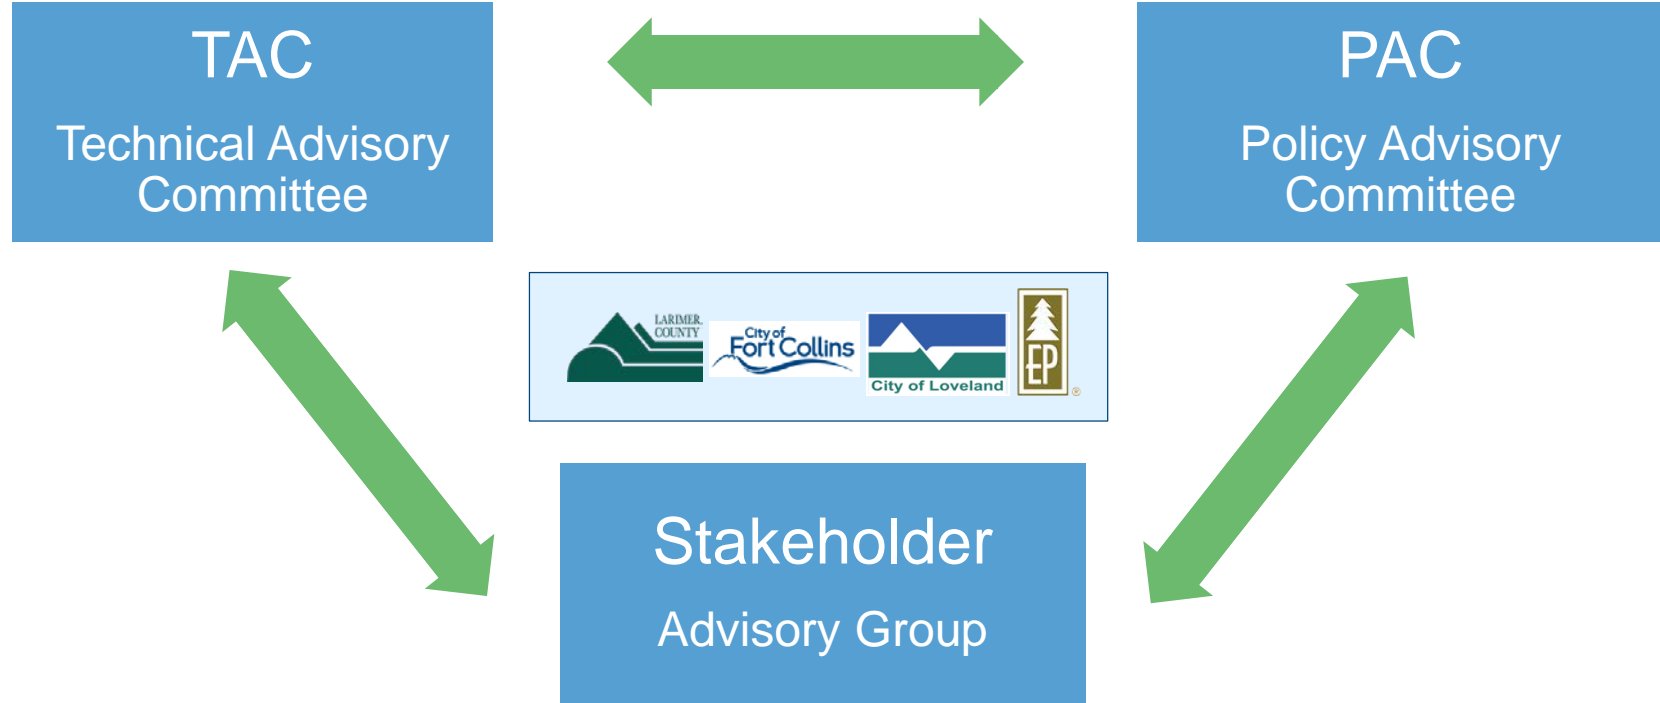 TAC
Technical Advisory
Committee
PAC
Policy Advisory
Committee
LARIMER
COUNTY
City of
Fort Collins
City of Loveland
EP
®
Stakeholder
Advisory Group